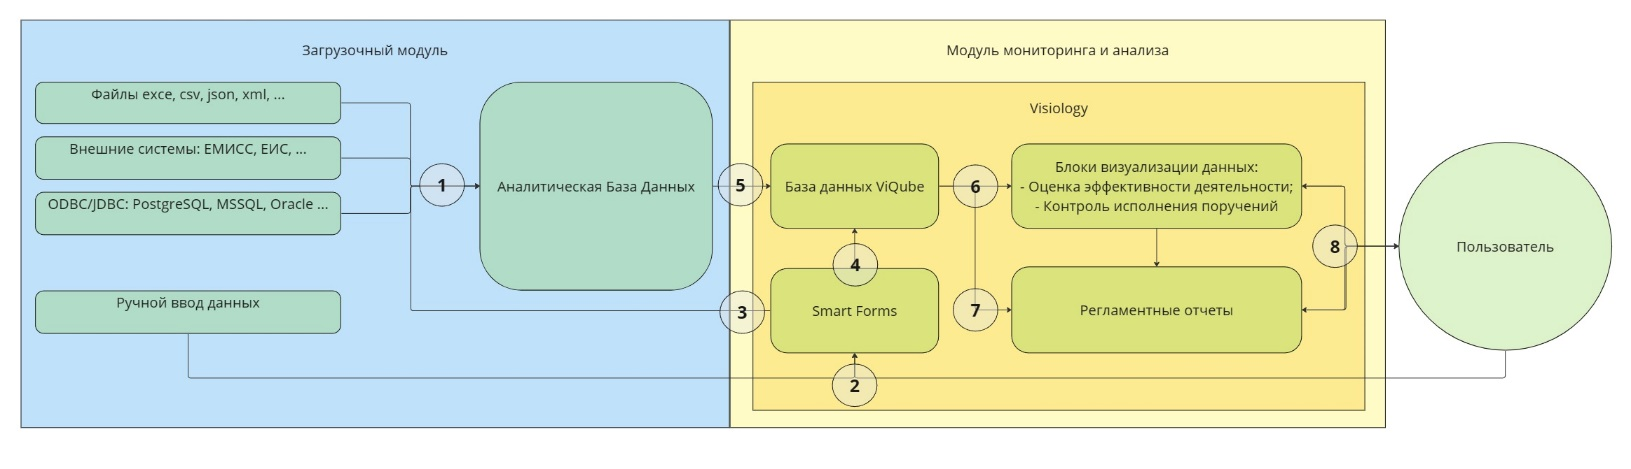 Загрузочный модуль
Модуль мониторинга и анализа
Файлы exce, csv, json, xml, ...
Внешние системы: ЕМИСС, ЕИС, ...
ODBC/JDBC: PostgreSQL, MSSQL, Oracle ...
Ручной ввод данных
1
Аналитическая База Данных
Visiology
5
База данных ViQube
6
Блоки визуализации данных:
- Оценка эффективности деятельности;
- Контроль исполнения поручений
4
3
Smart Forms
7
Регламентные отчеты
2
8
Пользователь